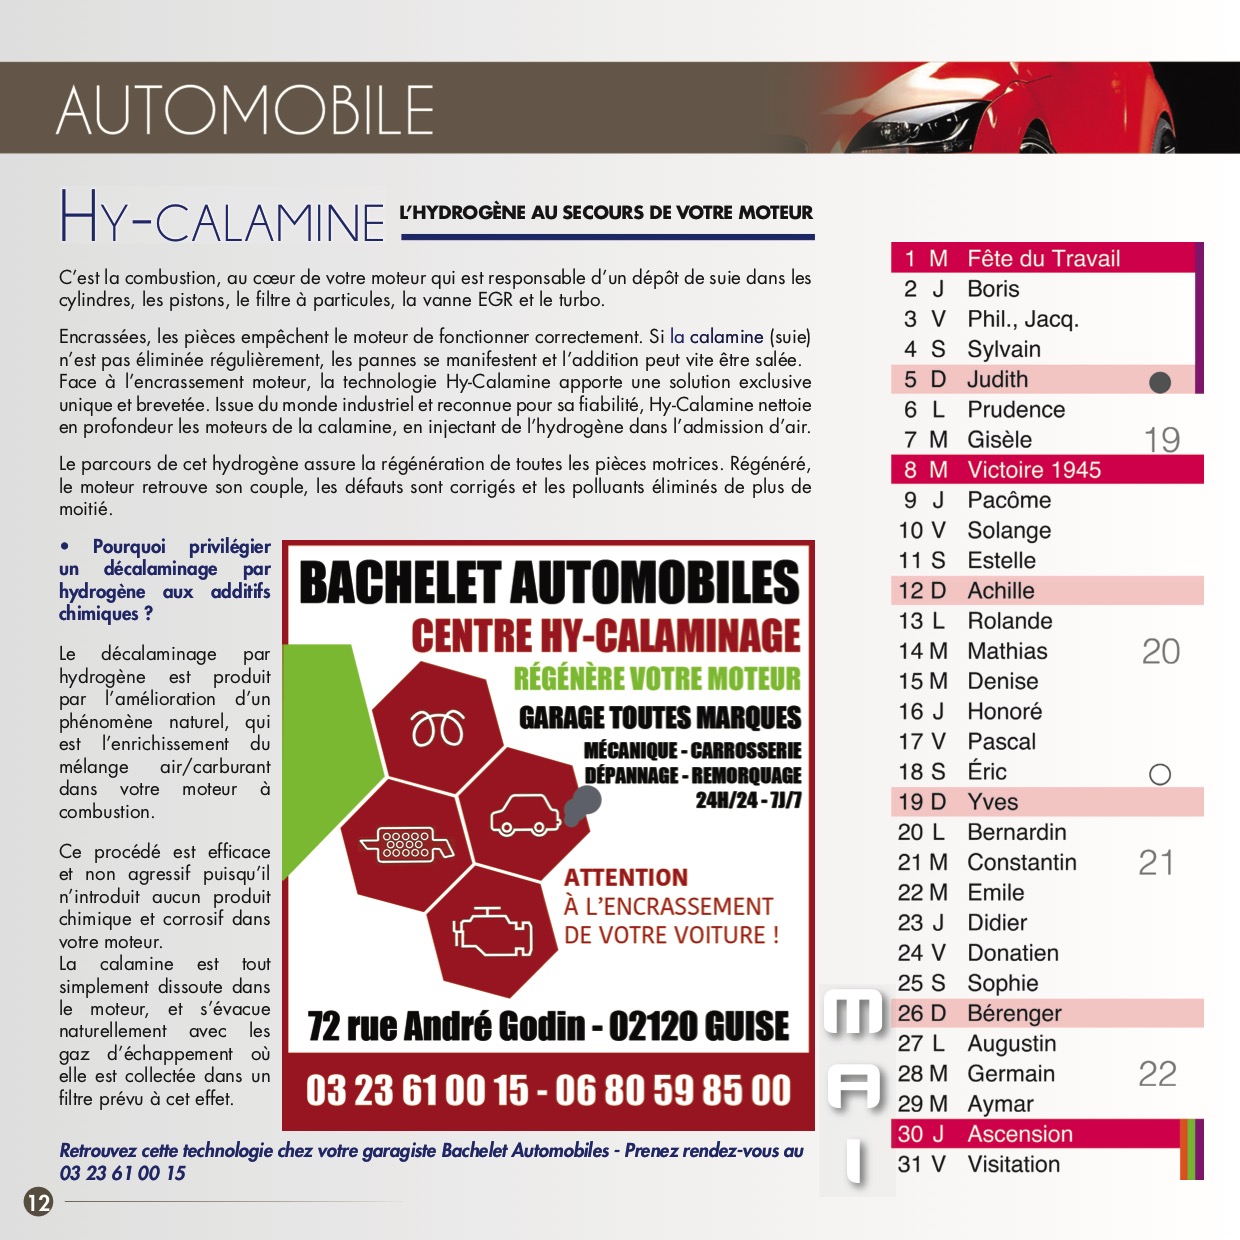 AUTOMOBILE
HY-CALAMINE
L'HYDROGÈNE AU SECOURS DE VOTRE MOTEUR
C'est la combustion, au cœur de votre moteur qui est responsable d'un dépôt de suie dans les
cylindres, les pistons, le filtre à particules, la vanne EGR et le turbo.
Encrassées, les pièces empêchent le moteur de fonctionner correctement. Si la calamine (suie)
n'est pas éliminée régulièrement, les pannes se manifestent et l'addition peut vite être salée.
Face à l'encrassement moteur, la technologie Hy-Calamine apporte une solution exclusive
unique et brevetée. Issue du monde industriel et reconnue pour sa fiabilité, Hy-Calamine nettoie
en profondeur les moteurs de la calamine, en injectant de l'hydrogène dans l'admission d'air.
Le parcours de cet hydrogène assure la régénération de toutes les pièces motrices. Régénéré,
le moteur retrouve son couple, les défauts sont corrigés et les polluants éliminés de plus de
moitié.
• Pourquoi privilégier
un décalaminage par
hydrogène aux additifs
chimiques ?
Le décalaminage par
hydrogène est produit
par l'amélioration d'un
phénomène naturel, qui
est l'enrichissement du
mélange air/carburant
dans votre moteur à
combustion.
Ce procédé est efficace
et non agressif puisqu'il
n'introduit aucun produit
chimique et corrosif dans
votre moteur.
La calamine est tout
simplement dissoute dans
le moteur, et s'évacue
naturellement avec les
gaz d'échappement où
elle est collectée dans un
filtre prévu à cet effet.
BACHELET AUTOMOBILES
CENTRE HY-CALAMINAGE
RÉGÉNÈRE VOTRE MOTEUR
GARAGE TOUTES MARQUES
MÉCANIQUE - CARROSSERIE
DÉPANNAGE - REMORQUAGE
24H/24 - 7J/7
ATTENTION
À L'ENCRASSEMENT
DE VOTRE VOITURE !
72 rue André Godin - 02120 GUISE
03 23 61 00 15 - 06 80 59 85 00
Retrouvez cette technologie chez votre garagiste Bachelet Automobiles - Prenez rendez-vous au
03 23 61 00 15
12
MAI
1 M Fête du Travail
2 J Boris
3 V Phil., Jacq.
4 S Sylvain
5 D Judith
6 L Prudence
7 M Gisèle 19
8 M Victoire 1945
9 J Pacôme
10 V Solange
11 S Estelle
12 D Achille
13 L Rolande
14 M Mathias 20
15 M Denise
16 J Honoré
17 V Pascal
18 S Éric
19 D Yves
20 L Bernardin
21 M Constantin 21
22 M Emile
23 J Didier
24 V Donatien
25 S Sophie
26 D Bérenger
27 L Augustin
28 M Germain 22
29 M Aymar
30 J Ascension
31 V Visitation